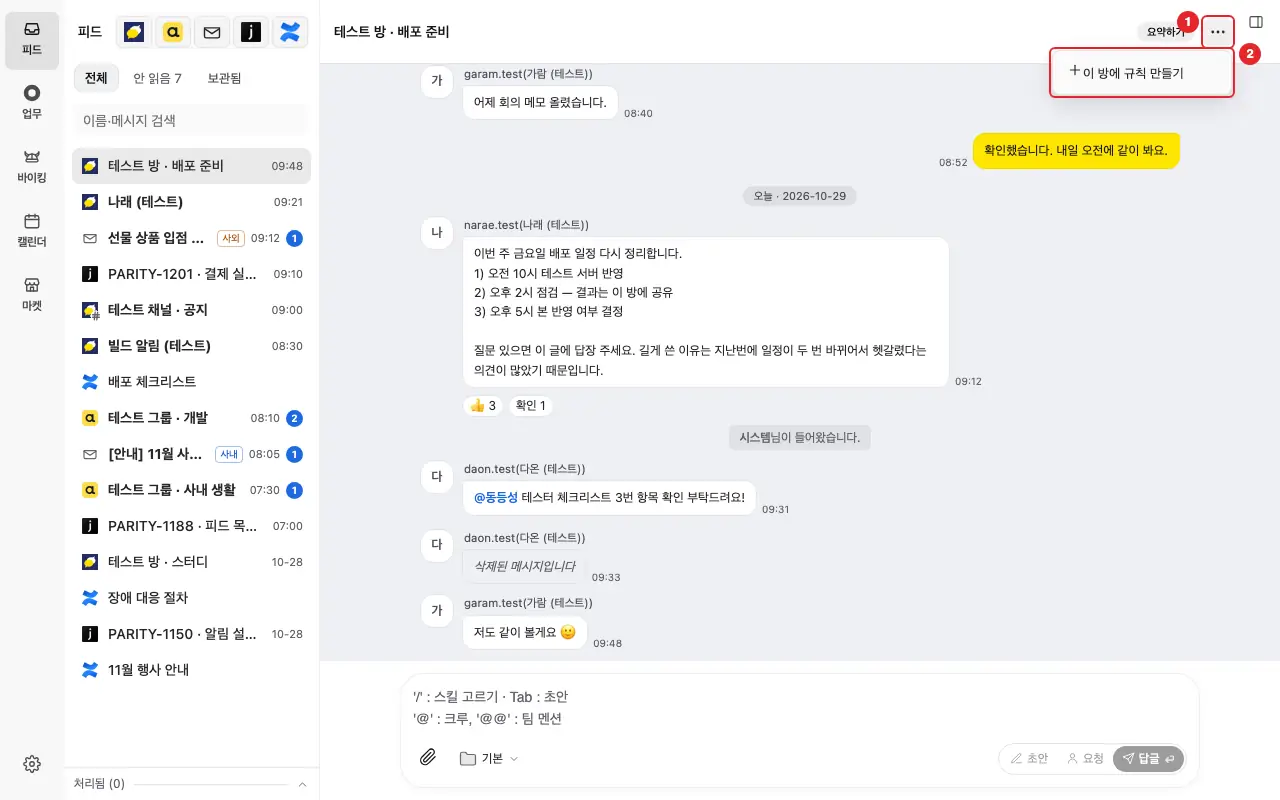 피드
업무
바이킹
캘린더
마켓
피드
전체
안 읽음 7
보관됨
이름·메시지 검색
테스트 방 · 배포 준비 09:48
나래 (테스트) 09:21
선물 상품 입점 ... 사외 09:12 1
PARITY-1201 · 결제 실... 09:10
테스트 채널 · 공지 09:00
빌드 알림 (테스트) 08:30
배포 체크리스트
테스트 그룹 · 개발 08:10 2
[안내] 11월 사... 사내 08:05 1
테스트 그룹 · 사내 생활 07:30 1
PARITY-1188 · 피드 목... 07:00
테스트 방 · 스터디 10-28
장애 대응 절차
PARITY-1150 · 알림 설... 10-28
11월 행사 안내
처리됨 (0)
테스트 방 · 배포 준비
요약하기
1
2
+ 이 방에 규칙 만들기
가
garam.test(가람 (테스트))
어제 회의 메모 올렸습니다.
08:40
08:52
확인했습니다. 내일 오전에 같이 봐요.
오늘 · 2026-10-29
나
narae.test(나래 (테스트))
이번 주 금요일 배포 일정 다시 정리합니다.
1) 오전 10시 테스트 서버 반영
2) 오후 2시 점검 — 결과는 이 방에 공유
3) 오후 5시 본 반영 여부 결정
질문 있으면 이 글에 답장 주세요. 길게 쓴 이유는 지난번에 일정이 두 번 바뀌어서 헷갈렸다는
의견이 많았기 때문입니다.
09:12
👍 3
확인 1
시스템님이 들어왔습니다.
다
daon.test(다온 (테스트))
@동등성 테스터 체크리스트 3번 항목 확인 부탁드려요!
09:31
다
daon.test(다온 (테스트))
삭제된 메시지입니다
09:33
가
garam.test(가람 (테스트))
저도 같이 볼게요 🙂
09:48
'/' : 스킬 고르기 · Tab : 초안
'@' : 크루, '@@' : 팀 멘션
기본
초안
요청
답글